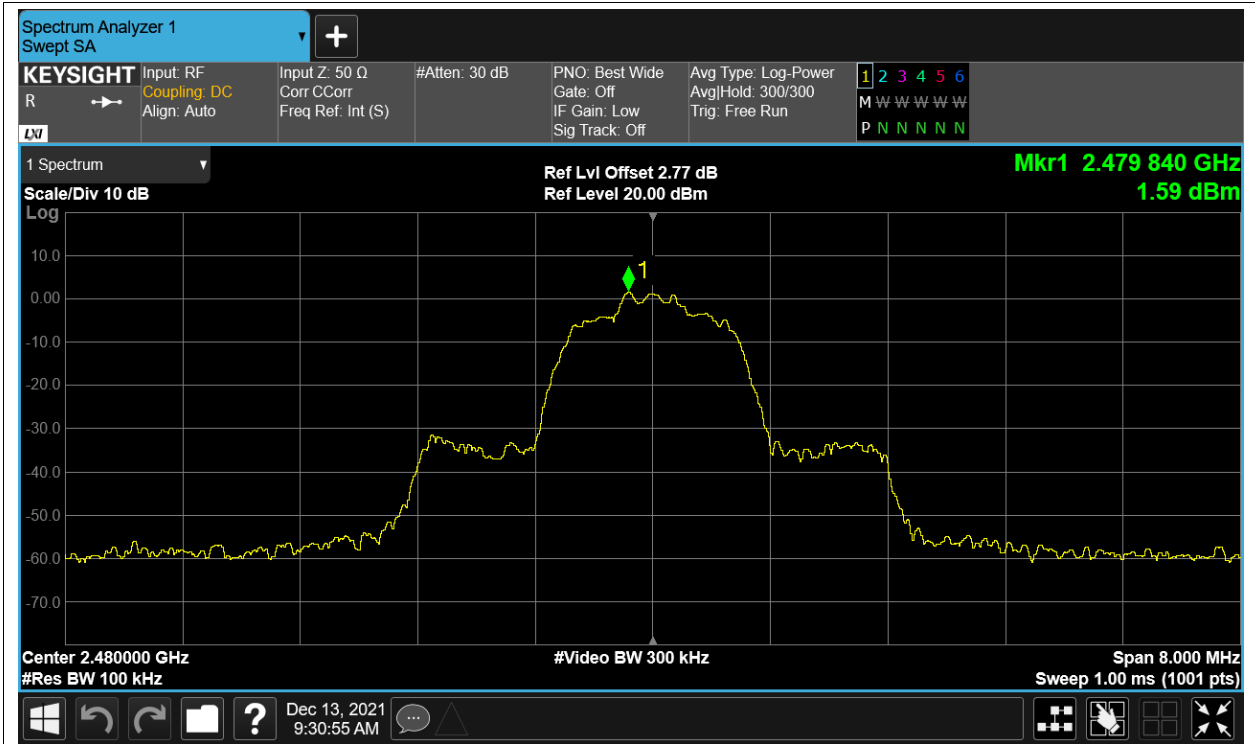 Spectrum Analyzer 1
Swept SA
KEYSIGHT
R
LXI
Input: RF
Coupling: DC
Align: Auto
Input Z: 50 Ω
Corr CCorr
Freq Ref: Int (S)
#Atten: 30 dB
PNO: Best Wide
Gate: Off
IF Gain: Low
Sig Track: Off
Avg Type: Log-Power
Avg|Hold: 300/300
Trig: Free Run
1 2 3 4 5 6
M W W W W W
P N N N N N
1 Spectrum
Scale/Div 10 dB
Log
Ref Lvl Offset 2.77 dB
Ref Level 20.00 dBm
Mkr1 2.479 840 GHz
1.59 dBm
10.0
0.00
-10.0
-20.0
-30.0
-40.0
-50.0
-60.0
-70.0
1
Center 2.480000 GHz
#Res BW 100 kHz
#Video BW 300 kHz
Span 8.000 MHz
Sweep 1.00 ms (1001 pts)
?
Dec 13, 2021
9:30:55 AM